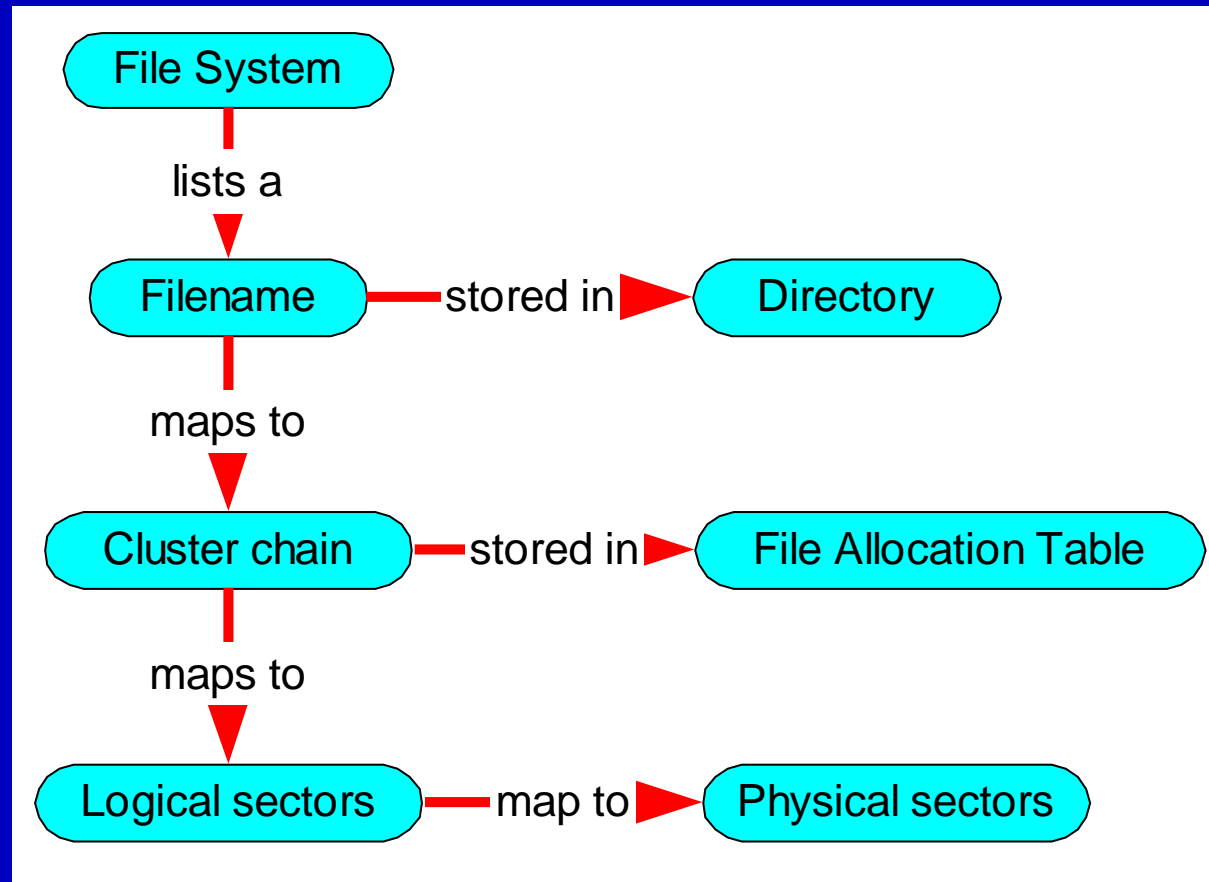 File System
lists a
Filename
stored in
Directory
maps to
Cluster chain
stored in
File Allocation Table
maps to
Logical sectors
map to
Physical sectors